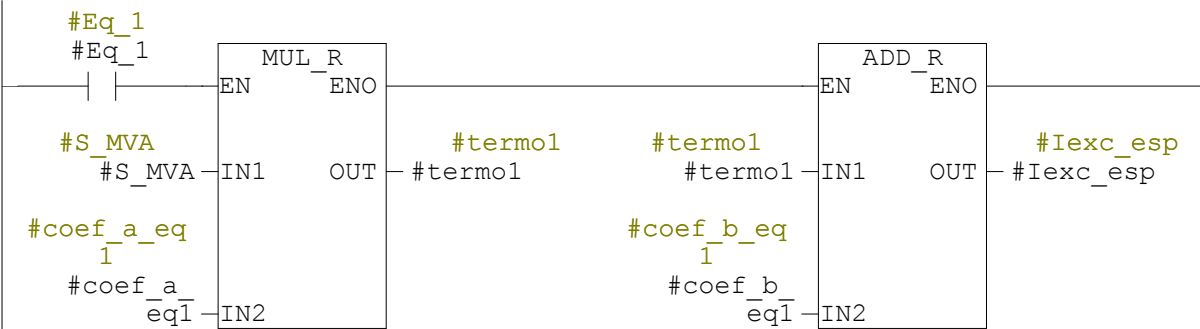 #Eq_1
#Eq_1
MUL_R
ADD_R
EN ENO
EN ENO
#S_MVA
#termo1
#termo1
#Iexc_esp
#S_MVA IN1 OUT #termo1
#termo1 IN1 OUT #Iexc_esp
#coef_a_eq
1
#coef_b_eq
1
#coef_a_
eq1 IN2
#coef_b_
eq1 IN2